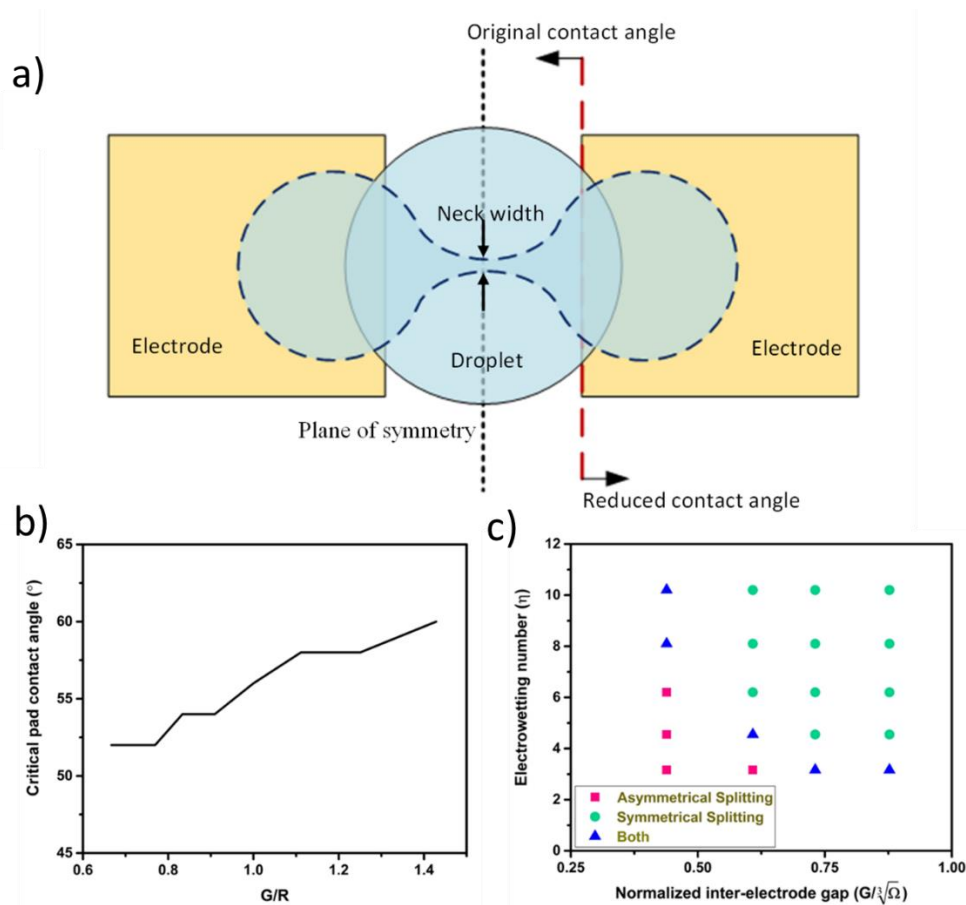 a)
Original contact angle
Neck width
Electrode
Droplet
Electrode
Plane of symmetry
Reduced contact angle
b)
Critical pad contact angle (°)
65
60
55
50
45
0.6
0.8
1.0
1.2
1.4
G/R
c)
Electrowetting number (η)
12
10
8
6
4
2
0
Asymmetrical Splitting
Symmetrical Splitting
Both
0.25
0.50
0.75
1.00
Normalized inter-electrode gap (G/∛Ω)